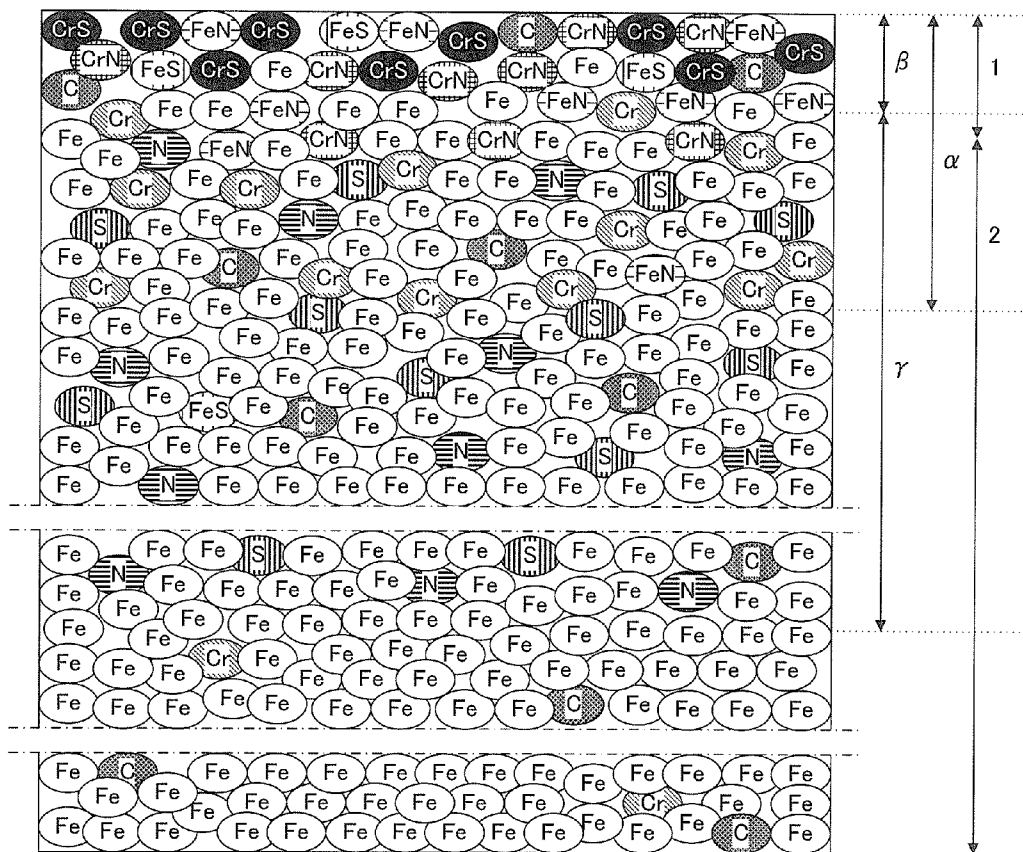 CrS CrS FeN CrS FeS FeN CrS C CrN CrS CrN FeN CrS
CrN FeS CrS Fe CrN CrS CrN CrN Fe FeS CrS C β 1
C Fe Fe FeN Fe Fe Fe FeN Cr FeN Fe FeN
Cr
Fe Fe N FeN Fe CrN Fe Fe CrN Fe Fe Fe CrN Cr Fe α
Fe Cr Fe Cr Fe S Cr Fe Fe N Fe S Fe Fe
S Fe Fe Fe N Fe Fe Fe Fe Fe Cr Fe Fe S 2
Fe Fe Fe C Fe Fe Fe C Fe Fe FeN Fe Cr
Cr Fe Fe Fe Cr Fe Cr Fe Cr Fe Fe Cr Fe
Fe Fe Fe Fe Fe S Fe Fe Fe Fe S Fe Fe Fe
Fe N Fe Fe Fe Fe Fe N Fe Fe Fe S Fe γ
S Fe Fe FeS Fe Fe C Fe Fe S Fe Fe Fe C Fe Fe Fe
Fe Fe Fe Fe Fe Fe Fe N Fe Fe S Fe Fe N Fe
Fe N Fe Fe Fe Fe Fe Fe Fe Fe Fe Fe
Fe Fe Fe S Fe Fe Fe Fe S Fe Fe Fe C Fe
Fe N Fe Fe Fe Fe N Fe Fe Fe N Fe Fe
Fe Fe Fe Fe Fe Fe Fe Fe Fe Fe Fe Fe Fe Fe
Fe Fe Fe Cr Fe Fe Fe Fe Fe Fe Fe Fe Fe Fe
Fe Fe Fe Fe Fe Fe Fe Fe Fe C Fe Fe Fe Fe
Fe C Fe Fe Fe Fe Fe Fe Fe Fe Fe Fe Fe
Fe Fe Fe Fe Fe Fe Fe Fe Fe Cr Fe Fe
Fe Fe Fe Fe Fe Fe Fe Fe Fe Fe Fe Fe C Fe